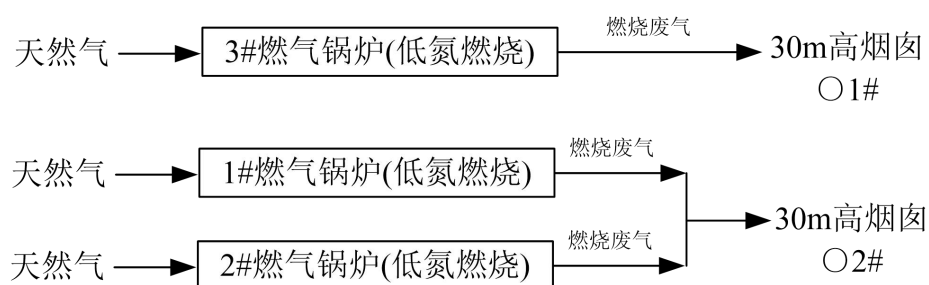 燃烧废气
天然气 3#燃气锅炉(低氮燃烧) 30m高烟囱
○1#
燃烧废气
天然气 1#燃气锅炉(低氮燃烧)
30m高烟囱
燃烧废气
○2#
天然气 2#燃气锅炉(低氮燃烧)